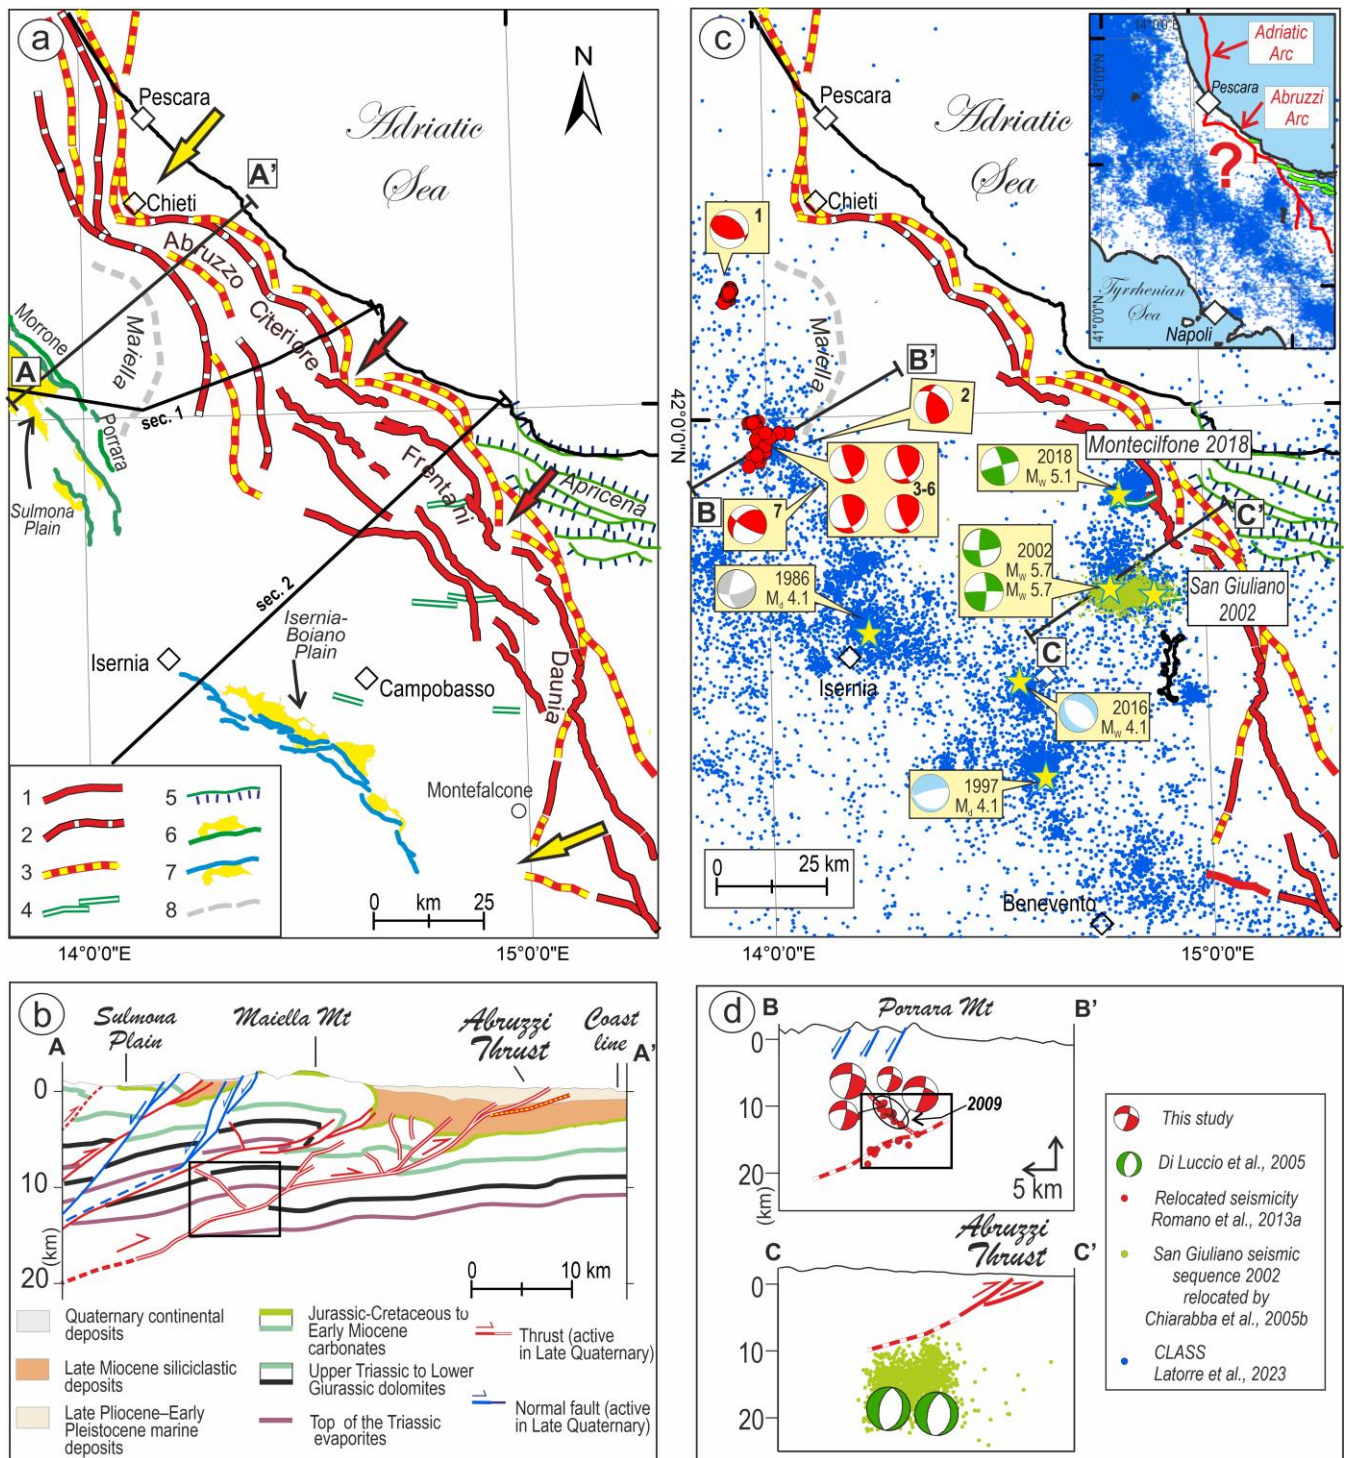 a
Pescara
Adriatic
Sea
N
A'
Chieti
Abruzzo
Citeriore
Morrone
Maiella
A
sec. 1
Porrara
Sulmona
Plain
Frentani
Apricena
sec. 2
Isernia-
Boiano
Plain
Isernia
Campobasso
Daunia
Montefalcone
1
2
3
4
5
6
7
8
0 km 25
14°0'0"E
15°0'0"E
c
Pescara
Adriatic
Sea
Chieti
1
Maiella
B'
2
42°0'0"N
3-6
B
7
Montecilfone 2018
2018
Mw 5.1
C'
2002
Mw 5.7
Mw 5.7
San Giuliano
2002
1986
Md 4.1
C
Isernia
2016
Mw 4.1
1997
Md 4.1
0 25 km
Benevento
14°0'0"E
15°0'0"E
14°0'0"E
43°0'0"N
Adriatic
Arc
Pescara
Abruzzi
Arc
?
Tyrrhenian
Sea
41°0'0"N
Napoli
b
Sulmona
Plain
Maiella Mt
Abruzzi
Thrust
Coast
line
A
A'
0
10
(km)
20
0 10 km
Quaternary continental
deposits
Late Miocene siliciclastic
deposits
Late Pliocene–Early
Pleistocene marine
deposits
Jurassic-Cretaceous to
Early Miocene
carbonates
Upper Triassic to Lower
Giurassic dolomites
Top of the Triassic
evaporites
Thrust (active
in Late Quaternary)
Normal fault (active
in Late Quaternary)
d
B
Porrara Mt
B'
0
10
20
(km)
2009
5 km
C
Abruzzi
Thrust
C'
0
10
20
(km)
This study
Di Luccio et al., 2005
Relocated seismicity
Romano et al., 2013a
San Giuliano seismic
sequence 2002
relocated by
Chiarabba et al., 2005b
CLASS
Latorre et al., 2023